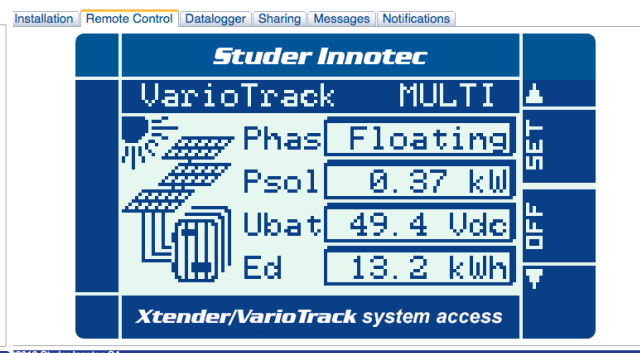 Installation Remote Control Datalogger Sharing Messages Notifications
Studer Innotec
VarioTrack MULTI
Phas Floating
SET
Psol 0.37 kW
Ubat 49.4 Vdc
OFF
Ed 13.2 kWh
Xtender/VarioTrack system access